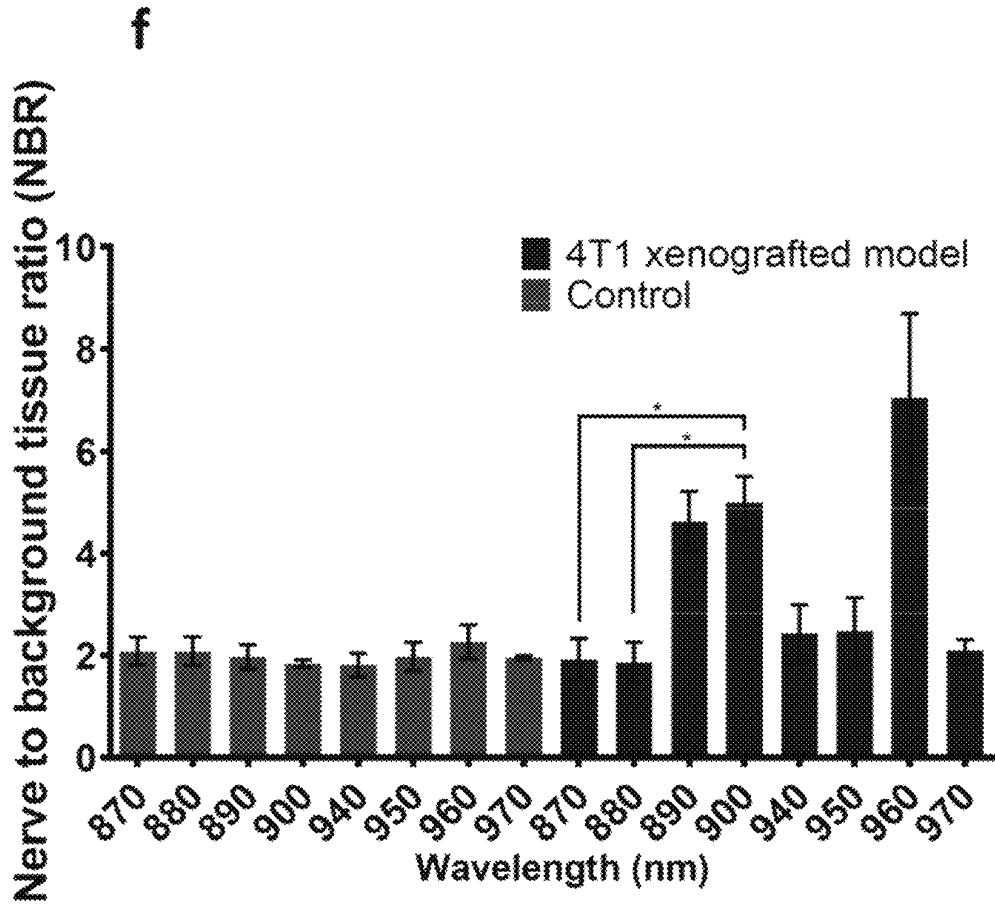 f
Nerve to background tissue ratio (NBR)
10
8
6
4
2
0
4T1 xenografted model
Control
*
*
870 880 890 900 940 950 960 970 870 880 890 900 940 950 960 970
Wavelength (nm)